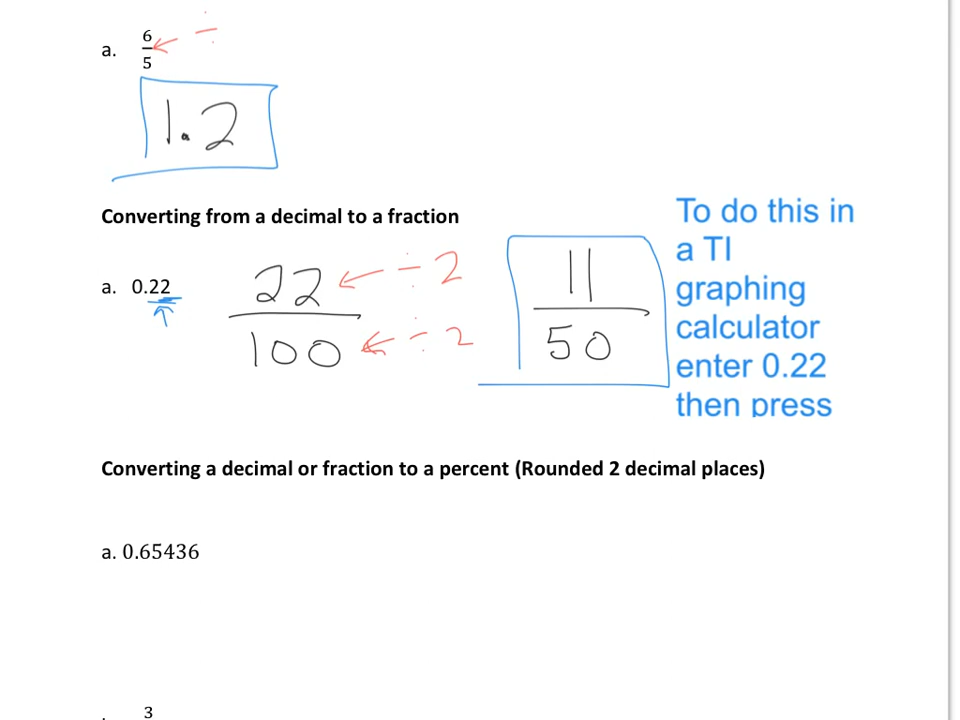 a. 6/5 ÷
1.2
Converting from a decimal to a fraction
a. 0.22
22 ÷ 2
100 ÷ 2
11
50
To do this in
a TI
graphing
calculator
enter 0.22
then press
Converting a decimal or fraction to a percent (Rounded 2 decimal places)
a. 0.65436
3